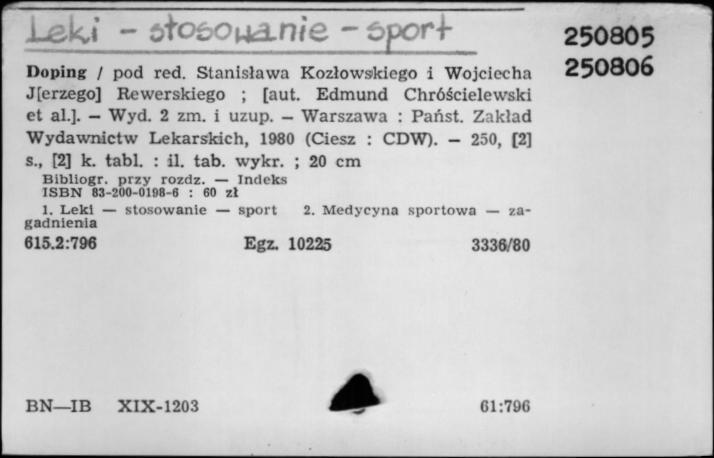 Leki - stosowanie - sport
250805
250806
Doping / pod red. Stanisława Kozłowskiego i Wojciecha
J[erzego] Rewerskiego ; [aut. Edmund Chróścielewski
et al.]. — Wyd. 2 zm. i uzup. — Warszawa : Państ. Zakład
Wydawnictw Lekarskich, 1980 (Ciesz : CDW). — 250, [2]
s., [2] k. tabl. : il. tab. wykr. ; 20 cm
Bibliogr. przy rozdz. — Indeks
ISBN 83-200-0198-6 : 60 zł
1. Leki — stosowanie — sport 2. Medycyna sportowa — za-
gadnienia
615.2:796 Egz. 10225 3336/80
BN—IB XIX-1203 61:796